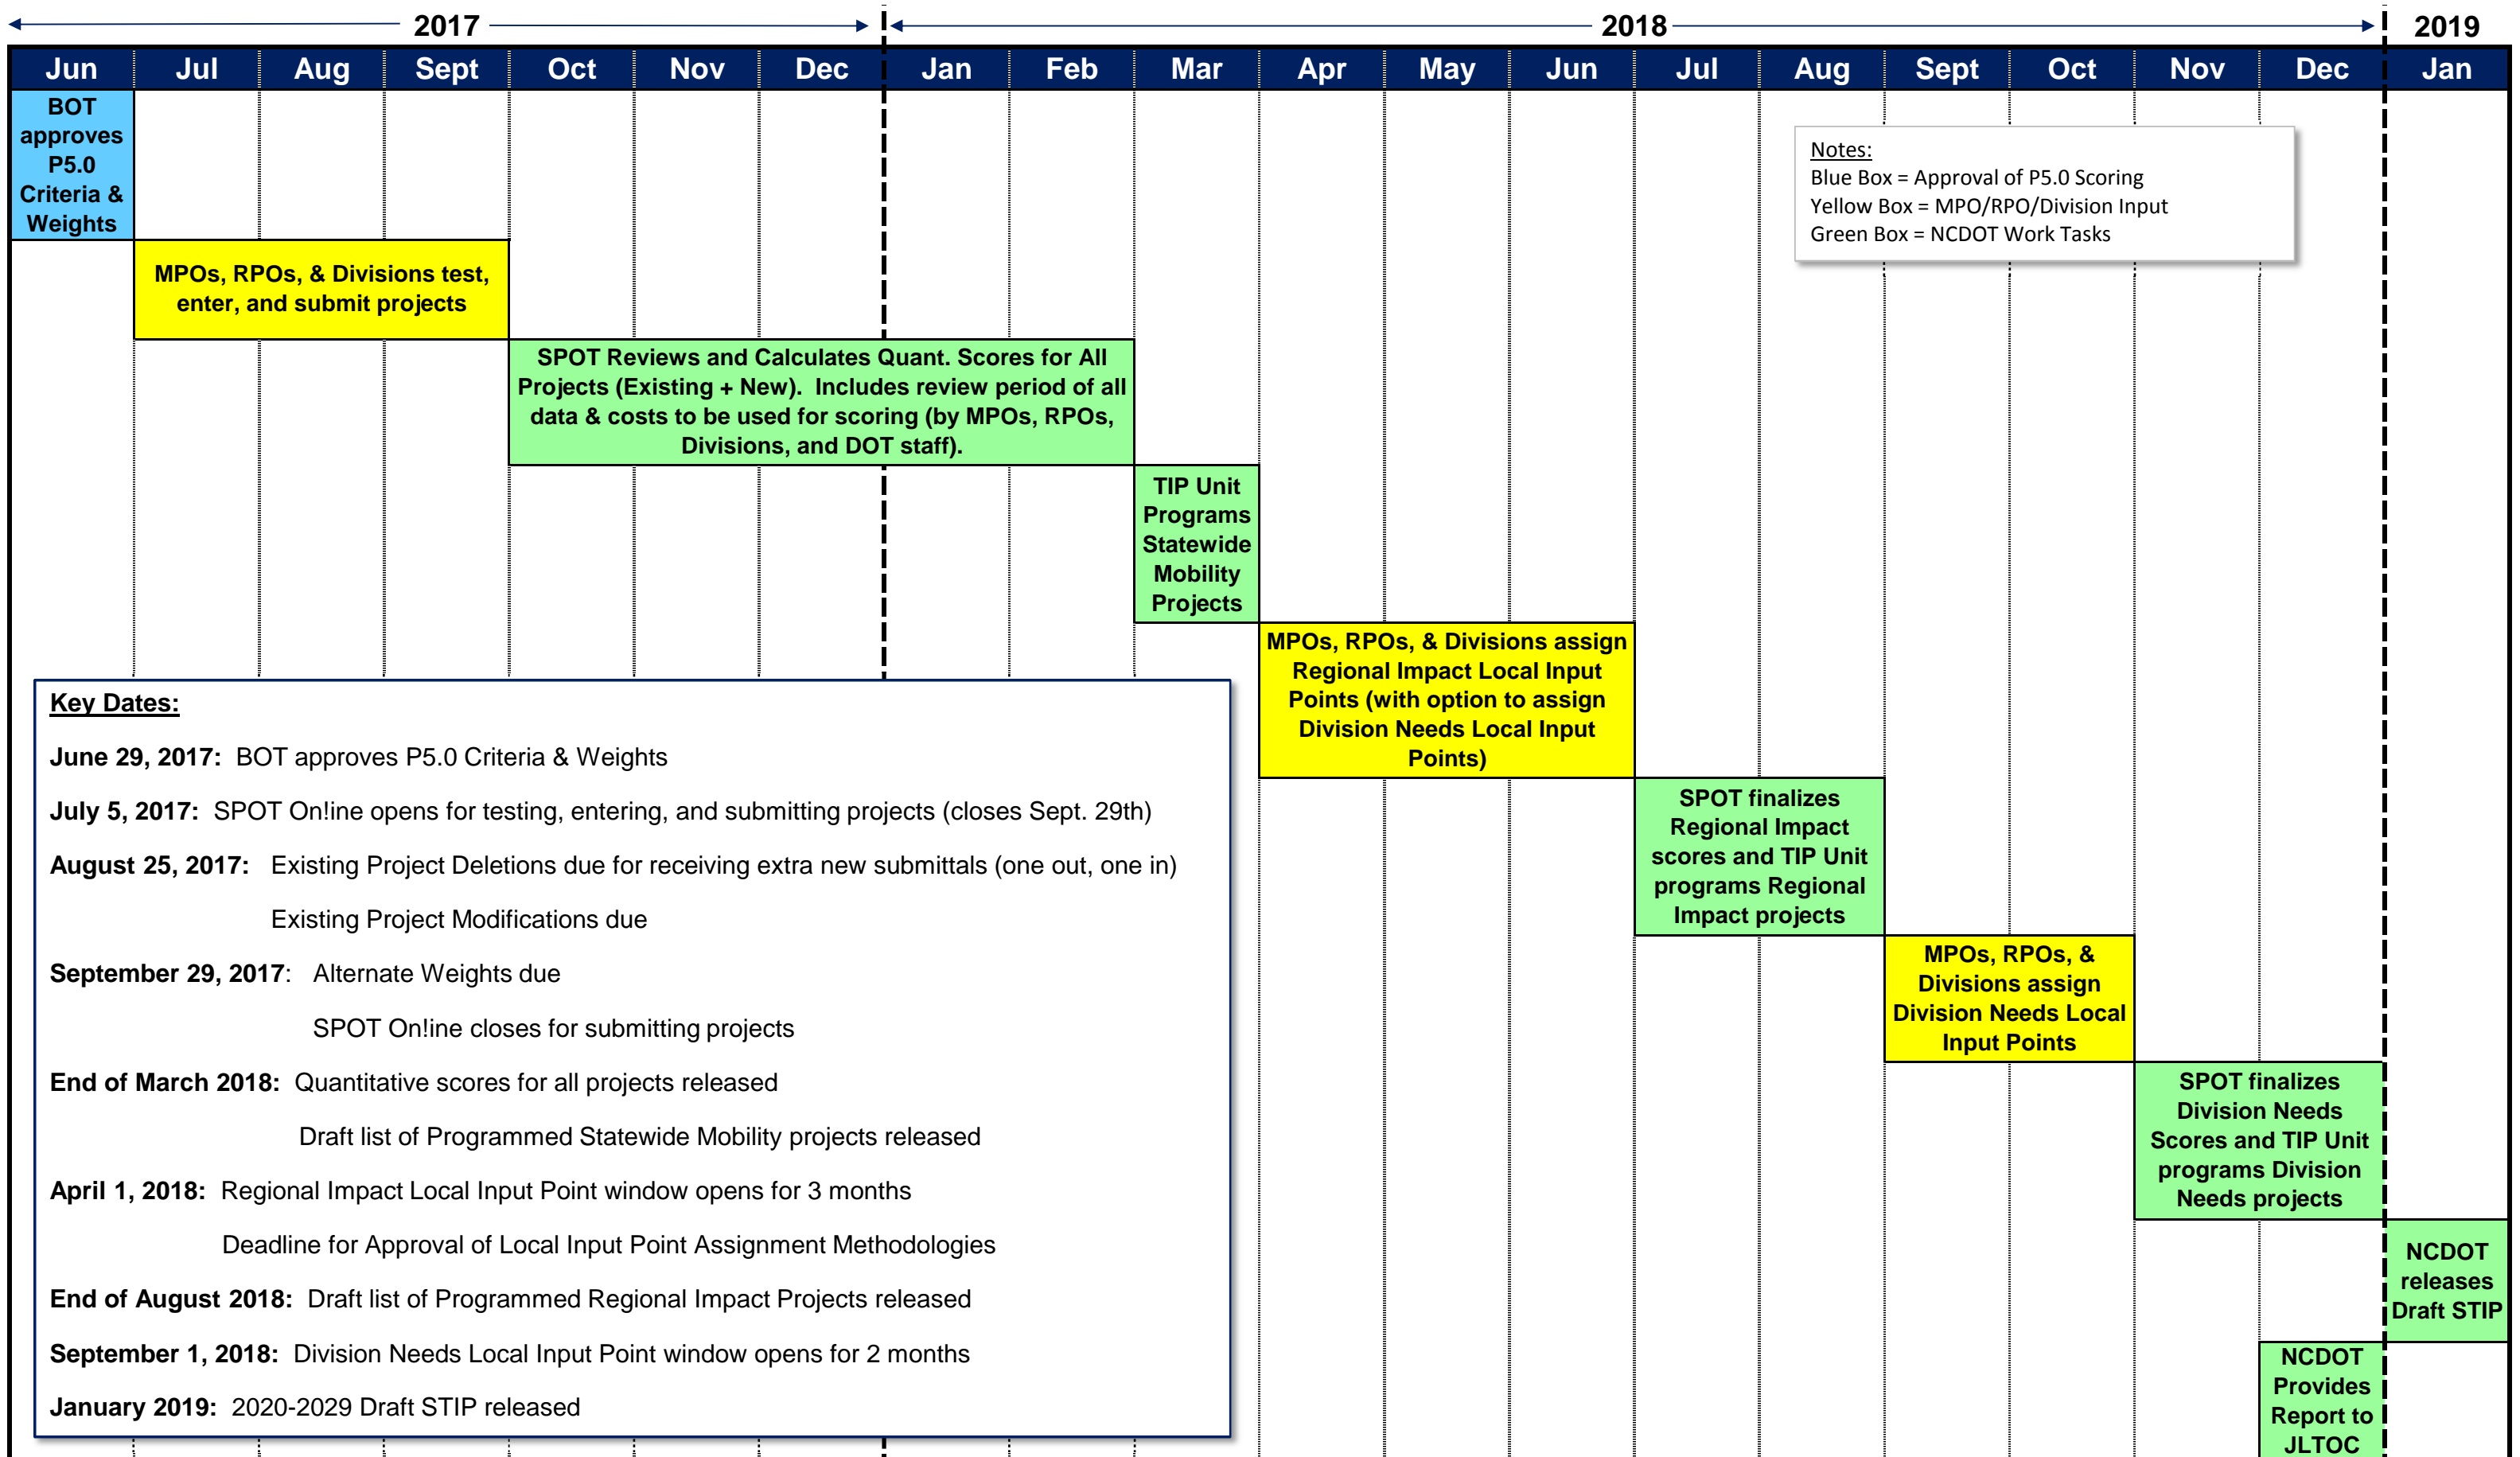 2017 2018 2019
Jun Jul Aug Sept Oct Nov Dec Jan Feb Mar Apr May Jun Jul Aug Sept Oct Nov Dec Jan
BOT
approves
P5.0
Criteria &
Weights
Notes:
Blue Box = Approval of P5.0 Scoring
Yellow Box = MPO/RPO/Division Input
Green Box = NCDOT Work Tasks
MPOs, RPOs, & Divisions test,
enter, and submit projects
SPOT Reviews and Calculates Quant. Scores for All
Projects (Existing + New). Includes review period of all
data & costs to be used for scoring (by MPOs, RPOs,
Divisions, and DOT staff).
TIP Unit
Programs
Statewide
Mobility
Projects
MPOs, RPOs, & Divisions assign
Regional Impact Local Input
Points (with option to assign
Division Needs Local Input
Points)
SPOT finalizes
Regional Impact
scores and TIP Unit
programs Regional
Impact projects
MPOs, RPOs, &
Divisions assign
Division Needs Local
Input Points
SPOT finalizes
Division Needs
Scores and TIP Unit
programs Division
Needs projects
NCDOT
releases
Draft STIP
NCDOT
Provides
Report to
JLTOC
Key Dates:
June 29, 2017: BOT approves P5.0 Criteria & Weights
July 5, 2017: SPOT On!ine opens for testing, entering, and submitting projects (closes Sept. 29th)
August 25, 2017: Existing Project Deletions due for receiving extra new submittals (one out, one in)
Existing Project Modifications due
September 29, 2017: Alternate Weights due
SPOT On!ine closes for submitting projects
End of March 2018: Quantitative scores for all projects released
Draft list of Programmed Statewide Mobility projects released
April 1, 2018: Regional Impact Local Input Point window opens for 3 months
Deadline for Approval of Local Input Point Assignment Methodologies
End of August 2018: Draft list of Programmed Regional Impact Projects released
September 1, 2018: Division Needs Local Input Point window opens for 2 months
January 2019: 2020-2029 Draft STIP released